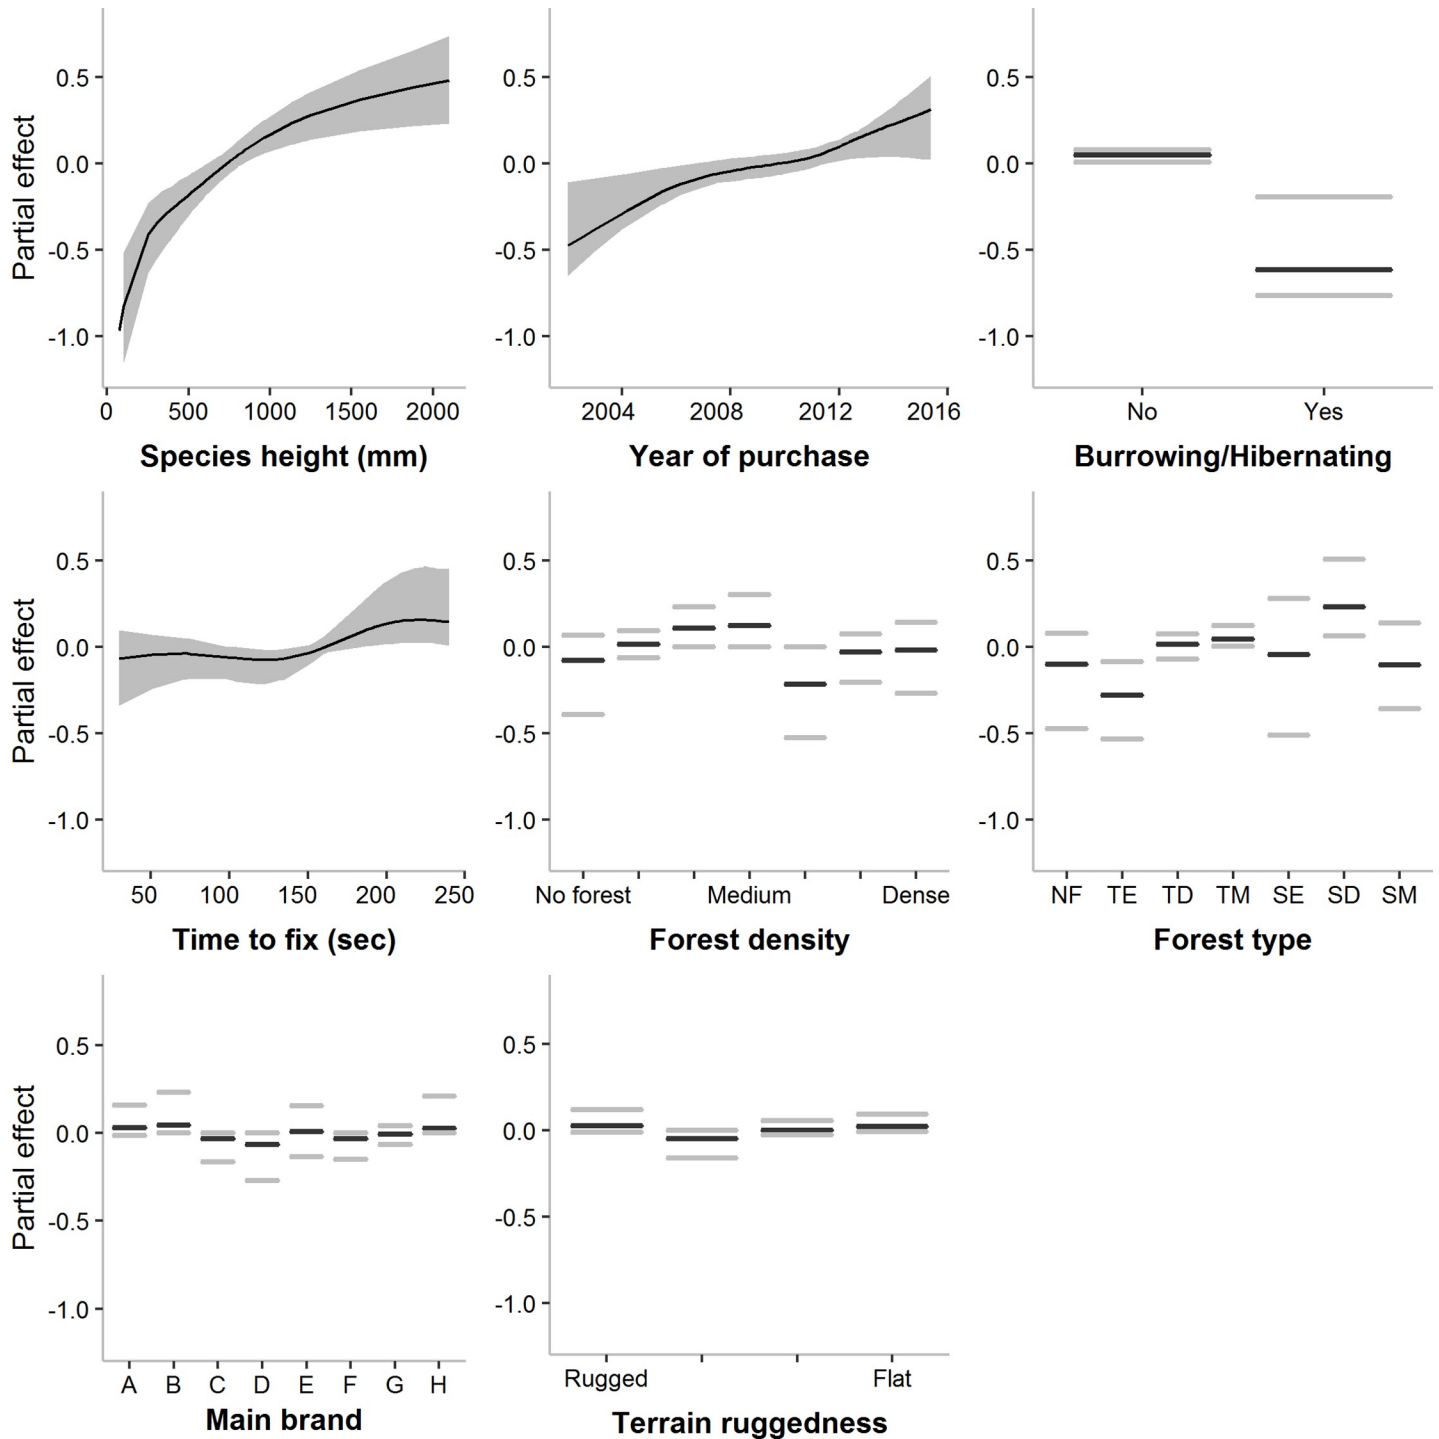 Partial effect
0.5
0.0
-0.5
-1.0
0 500 1000 1500 2000
Species height (mm)
0.5
0.0
-0.5
-1.0
2004 2008 2012 2016
Year of purchase
0.5
0.0
-0.5
-1.0
No Yes
Burrowing/Hibernating
Partial effect
0.5
0.0
-0.5
-1.0
50 100 150 200 250
Time to fix (sec)
0.5
0.0
-0.5
-1.0
No forest Medium Dense
Forest density
0.5
0.0
-0.5
-1.0
NF TE TD TM SE SD SM
Forest type
Partial effect
0.5
0.0
-0.5
-1.0
A B C D E F G H
Main brand
0.5
0.0
-0.5
-1.0
Rugged Flat
Terrain ruggedness